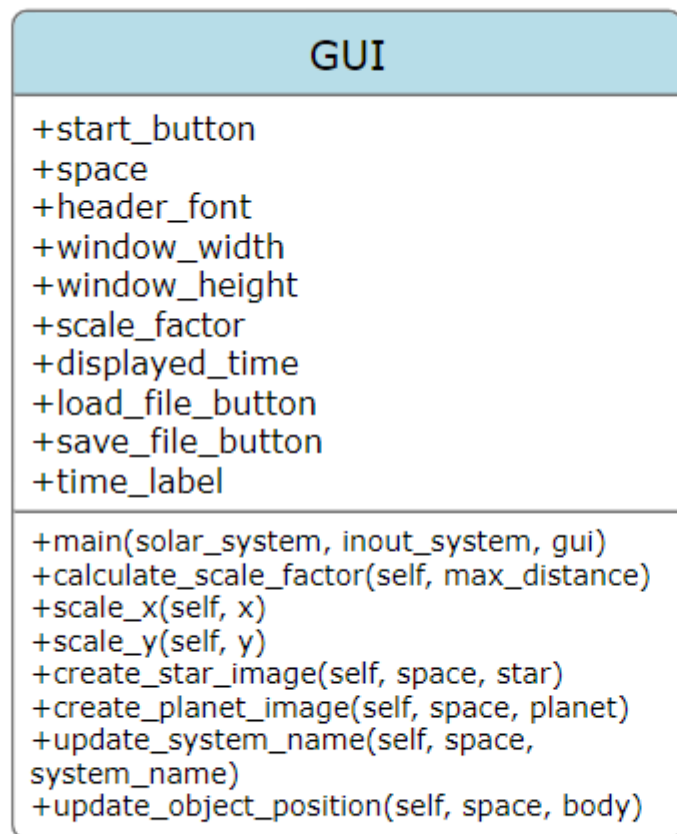 GUI
+start_button
+space
+header_font
+window_width
+window_height
+scale_factor
+displayed_time
+load_file_button
+save_file_button
+time_label
+main(solar_system, inout_system, gui)
+calculate_scale_factor(self, max_distance)
+scale_x(self, x)
+scale_y(self, y)
+create_star_image(self, space, star)
+create_planet_image(self, space, planet)
+update_system_name(self, space,
system_name)
+update_object_position(self, space, body)